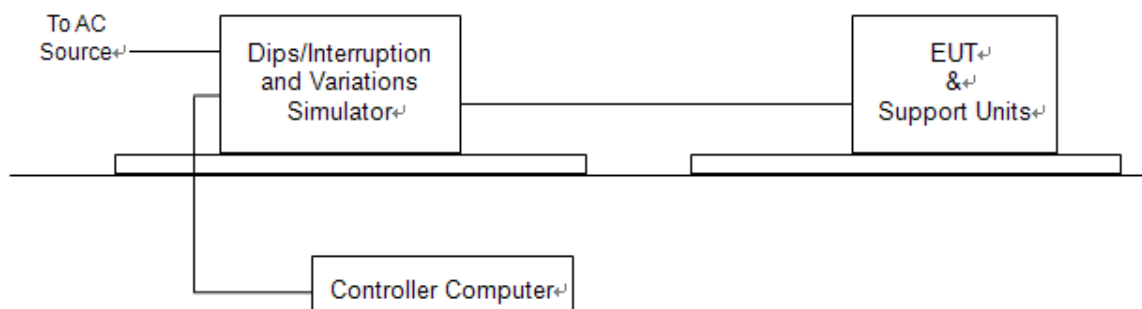 To AC
Source↵
Dips/Interruption
and Variations
Simulator↵
EUT↵
&↵
Support Units↵
Controller Computer↵